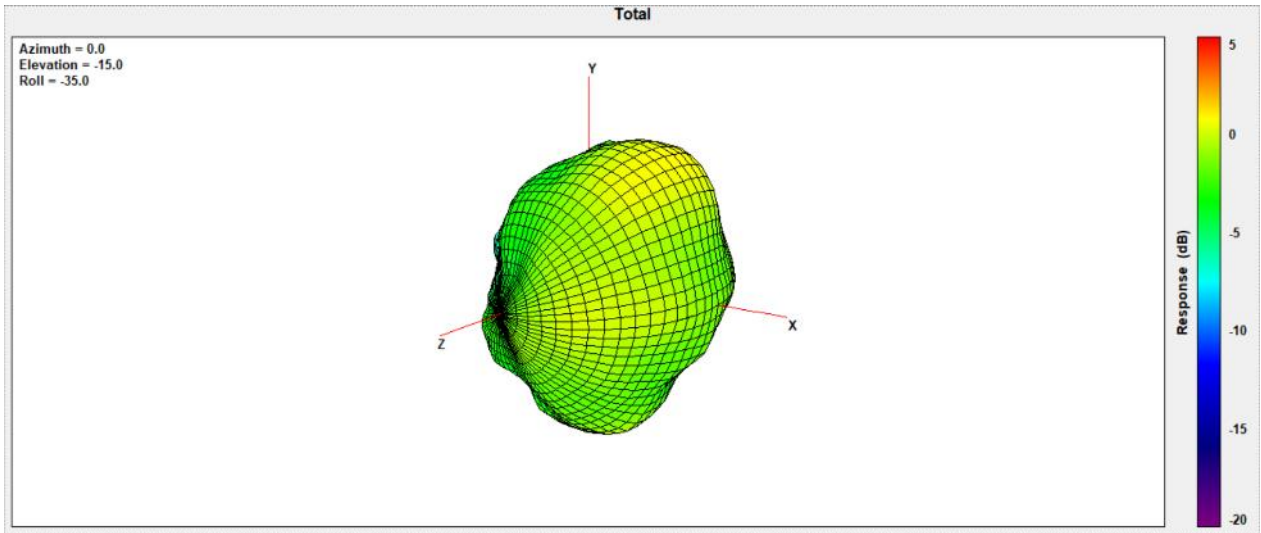 Total
Azimuth = 0.0
Elevation = -15.0
Roll = -35.0
Y
Z
X
5
0
-5
-10
-15
-20
Response (dB)